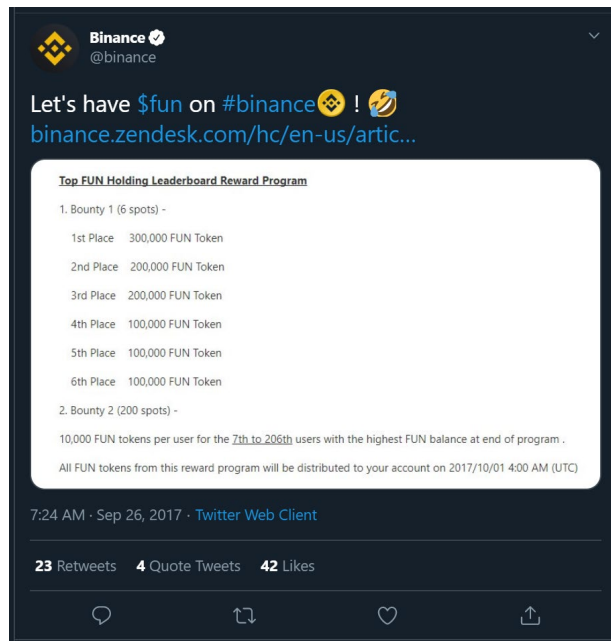 Binance
@binance
Let's have $fun on #binance ! 🤣
binance.zendesk.com/hc/en-us/artic...
Top FUN Holding Leaderboard Reward Program
1. Bounty 1 (6 spots) -
1st Place 300,000 FUN Token
2nd Place 200,000 FUN Token
3rd Place 200,000 FUN Token
4th Place 100,000 FUN Token
5th Place 100,000 FUN Token
6th Place 100,000 FUN Token
2. Bounty 2 (200 spots) -
10,000 FUN tokens per user for the 7th to 206th users with the highest FUN balance at end of program .
All FUN tokens from this reward program will be distributed to your account on 2017/10/01 4:00 AM (UTC)
7:24 AM · Sep 26, 2017 · Twitter Web Client
23 Retweets 4 Quote Tweets 42 Likes